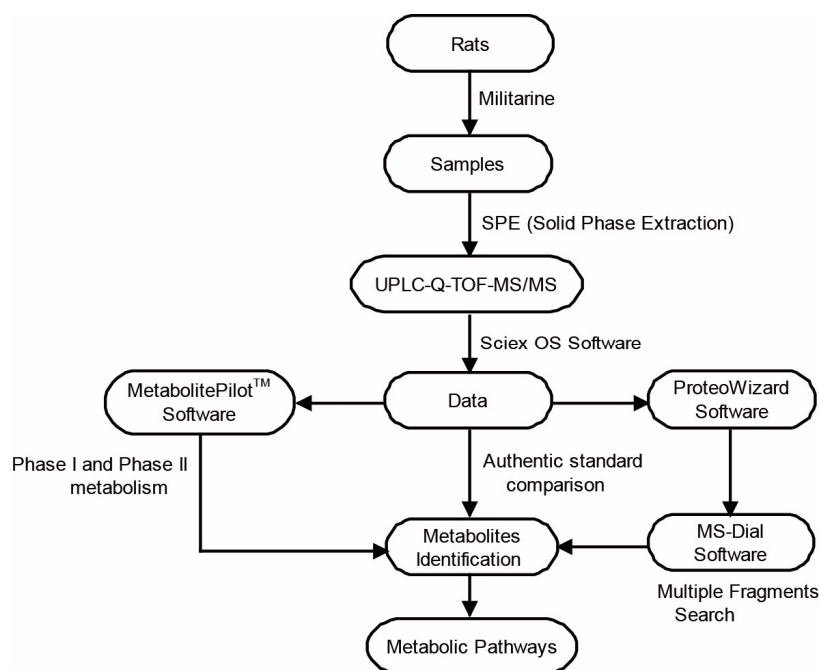 Rats
Militarine
Samples
SPE (Solid Phase Extraction)
UPLC-Q-TOF-MS/MS
Sciex OS Software
MetabolitePilot™
Software
Data
ProteoWizard
Software
Phase I and Phase II
metabolism
Authentic standard
comparison
Metabolites
Identification
MS-Dial
Software
Multiple Fragments
Search
Metabolic Pathways